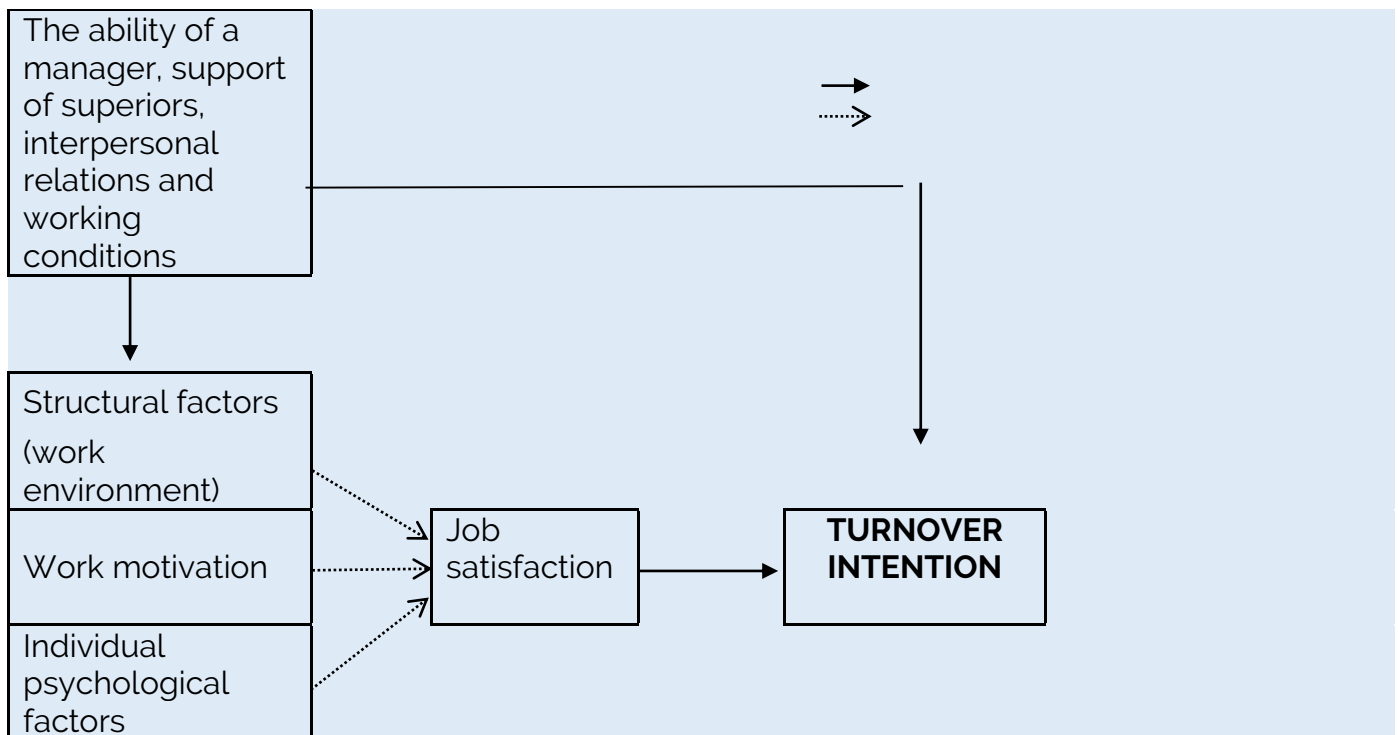 The ability of a
manager, support
of superiors,
interpersonal
relations and
working
conditions
Structural factors
(work
environment)
Work motivation
Individual
psychological
factors
Job
satisfaction
TURNOVER
INTENTION